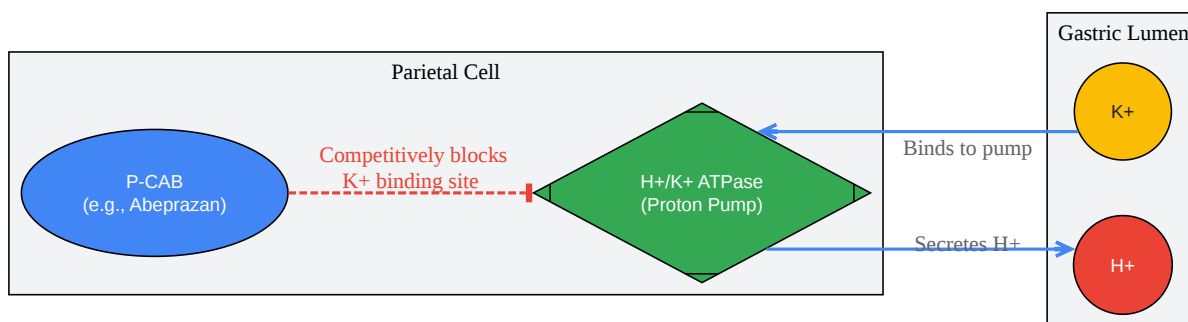 Gastric Lumen
Parietal Cell
K+
Binds to pump
Competitively blocks
K+ binding site
P-CAB
(e.g., Abeprazan)
H+/K+ ATPase
(Proton Pump)
Secretes H+
H+